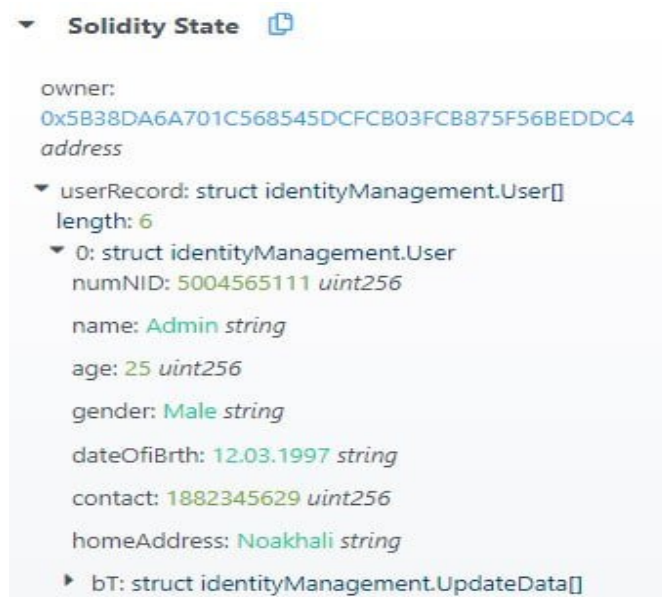 Solidity State
owner:
0x5B38DA6A701C568545DCFCB03FCB875F56BEDDC4
address
userRecord: struct identityManagement.User[]
length: 6
0: struct identityManagement.User
numNID: 5004565111 uint256
name: Admin string
age: 25 uint256
gender: Male string
dateOfiBrth: 12.03.1997 string
contact: 1882345629 uint256
homeAddress: Noakhali string
bT: struct identityManagement.UpdateData[]